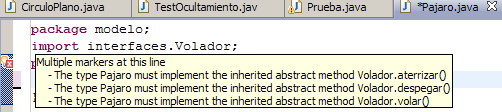 CirculoPlano.java
TestOcultamiento.jav
Prueba.java
*Pajaro.java
package modelo;
import interfaces.Volador;
Multiple markers at this line
- The type Pajaro must implement the inherited abstract method Volador.aterrizar()
- The type Pajaro must implement the inherited abstract method Volador.despegar()
- The type Pajaro must implement the inherited abstract method Volador.volar()